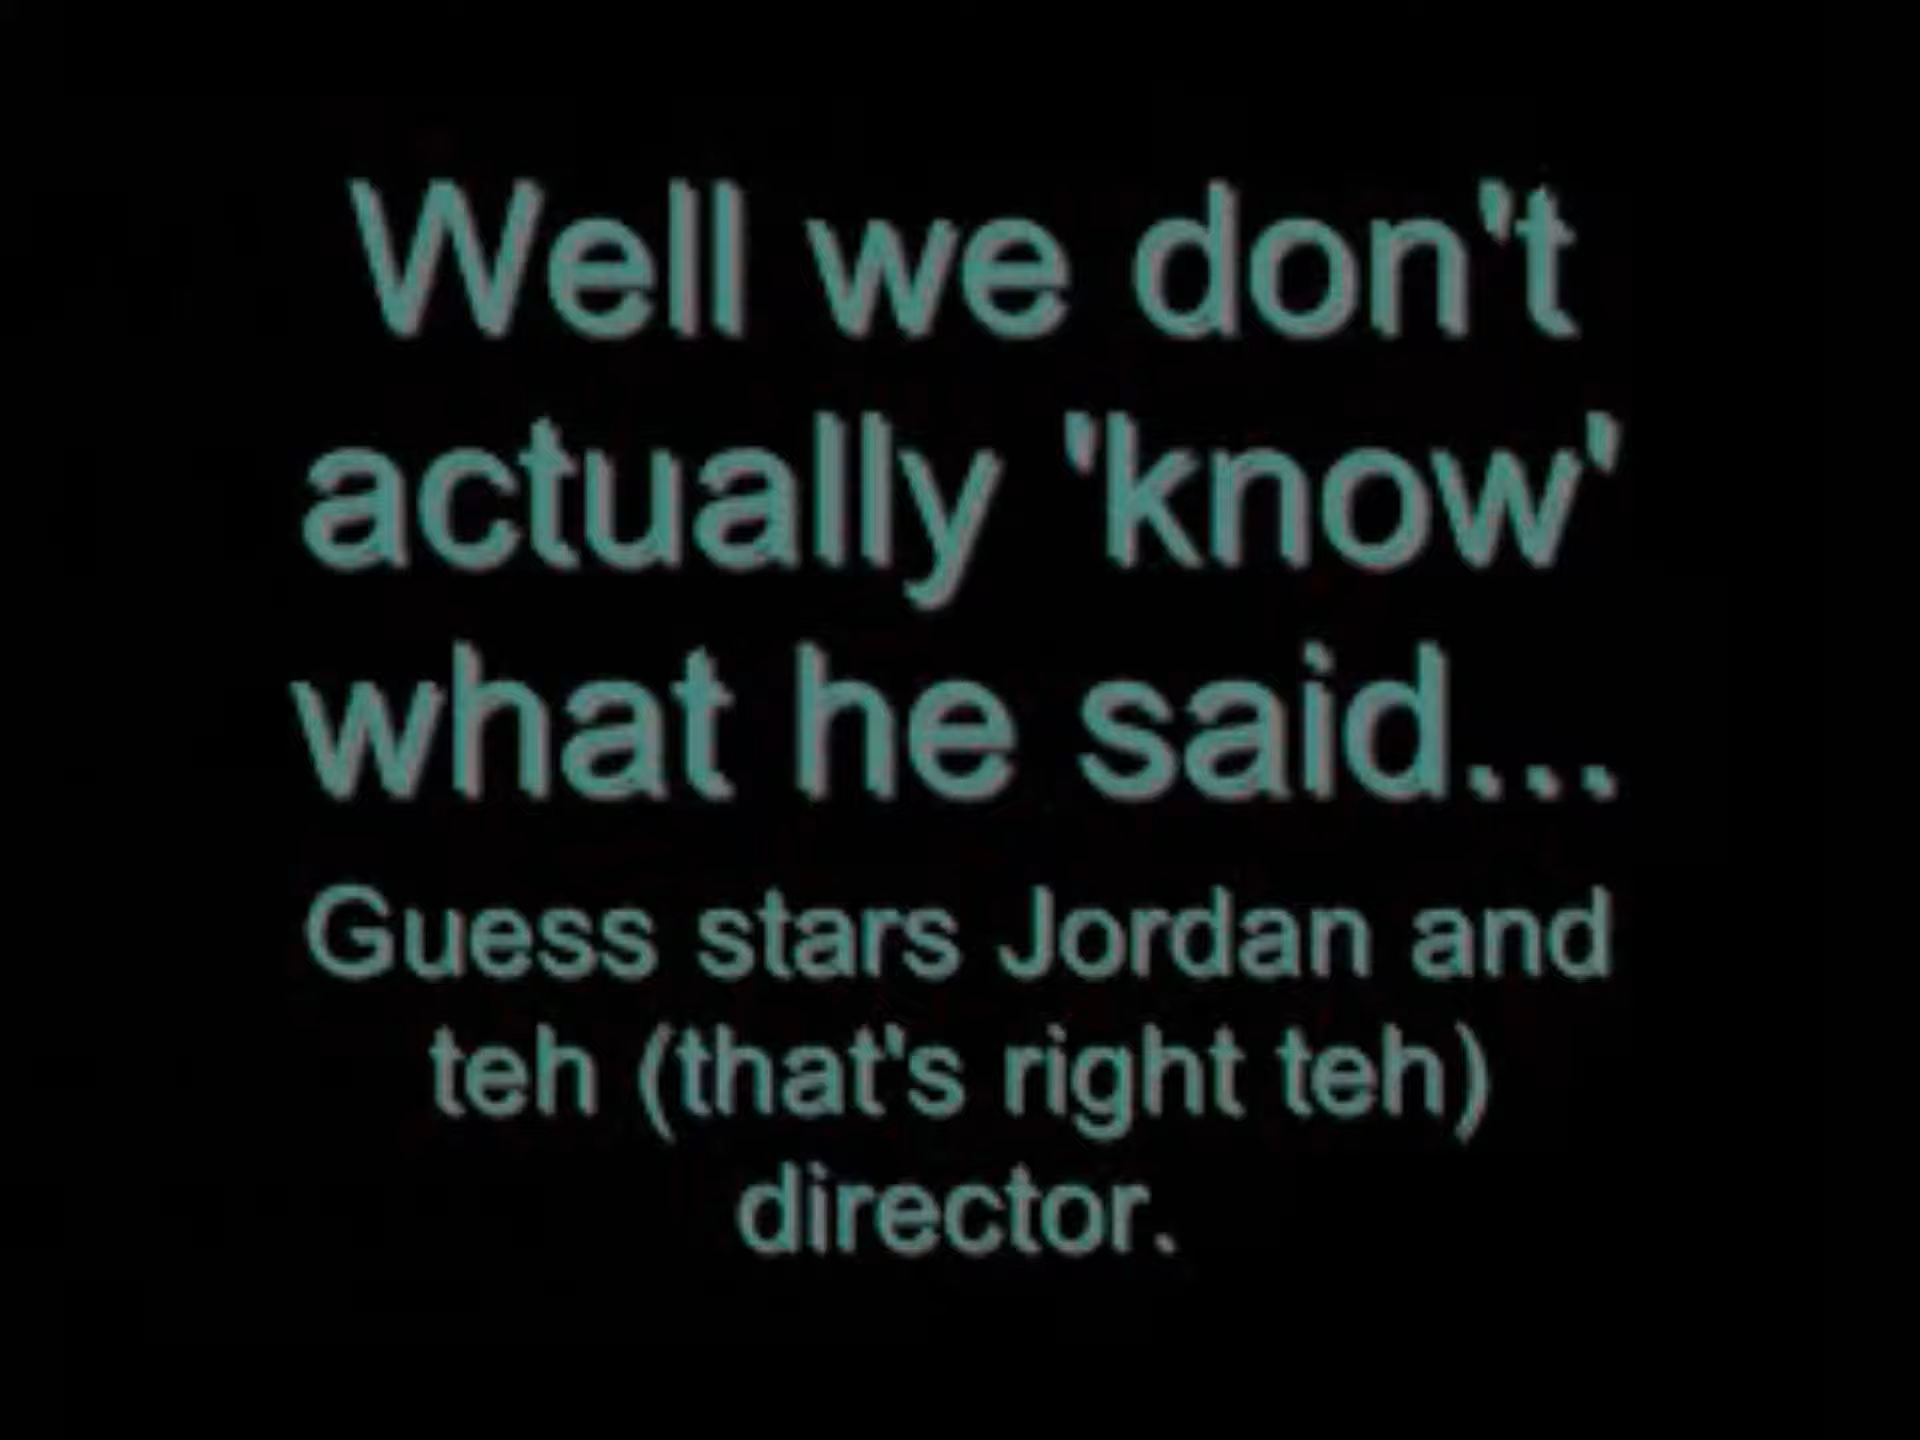 Well we don't
actually 'know'
what he said...
Guess stars Jordan and
teh (that's right teh)
director.